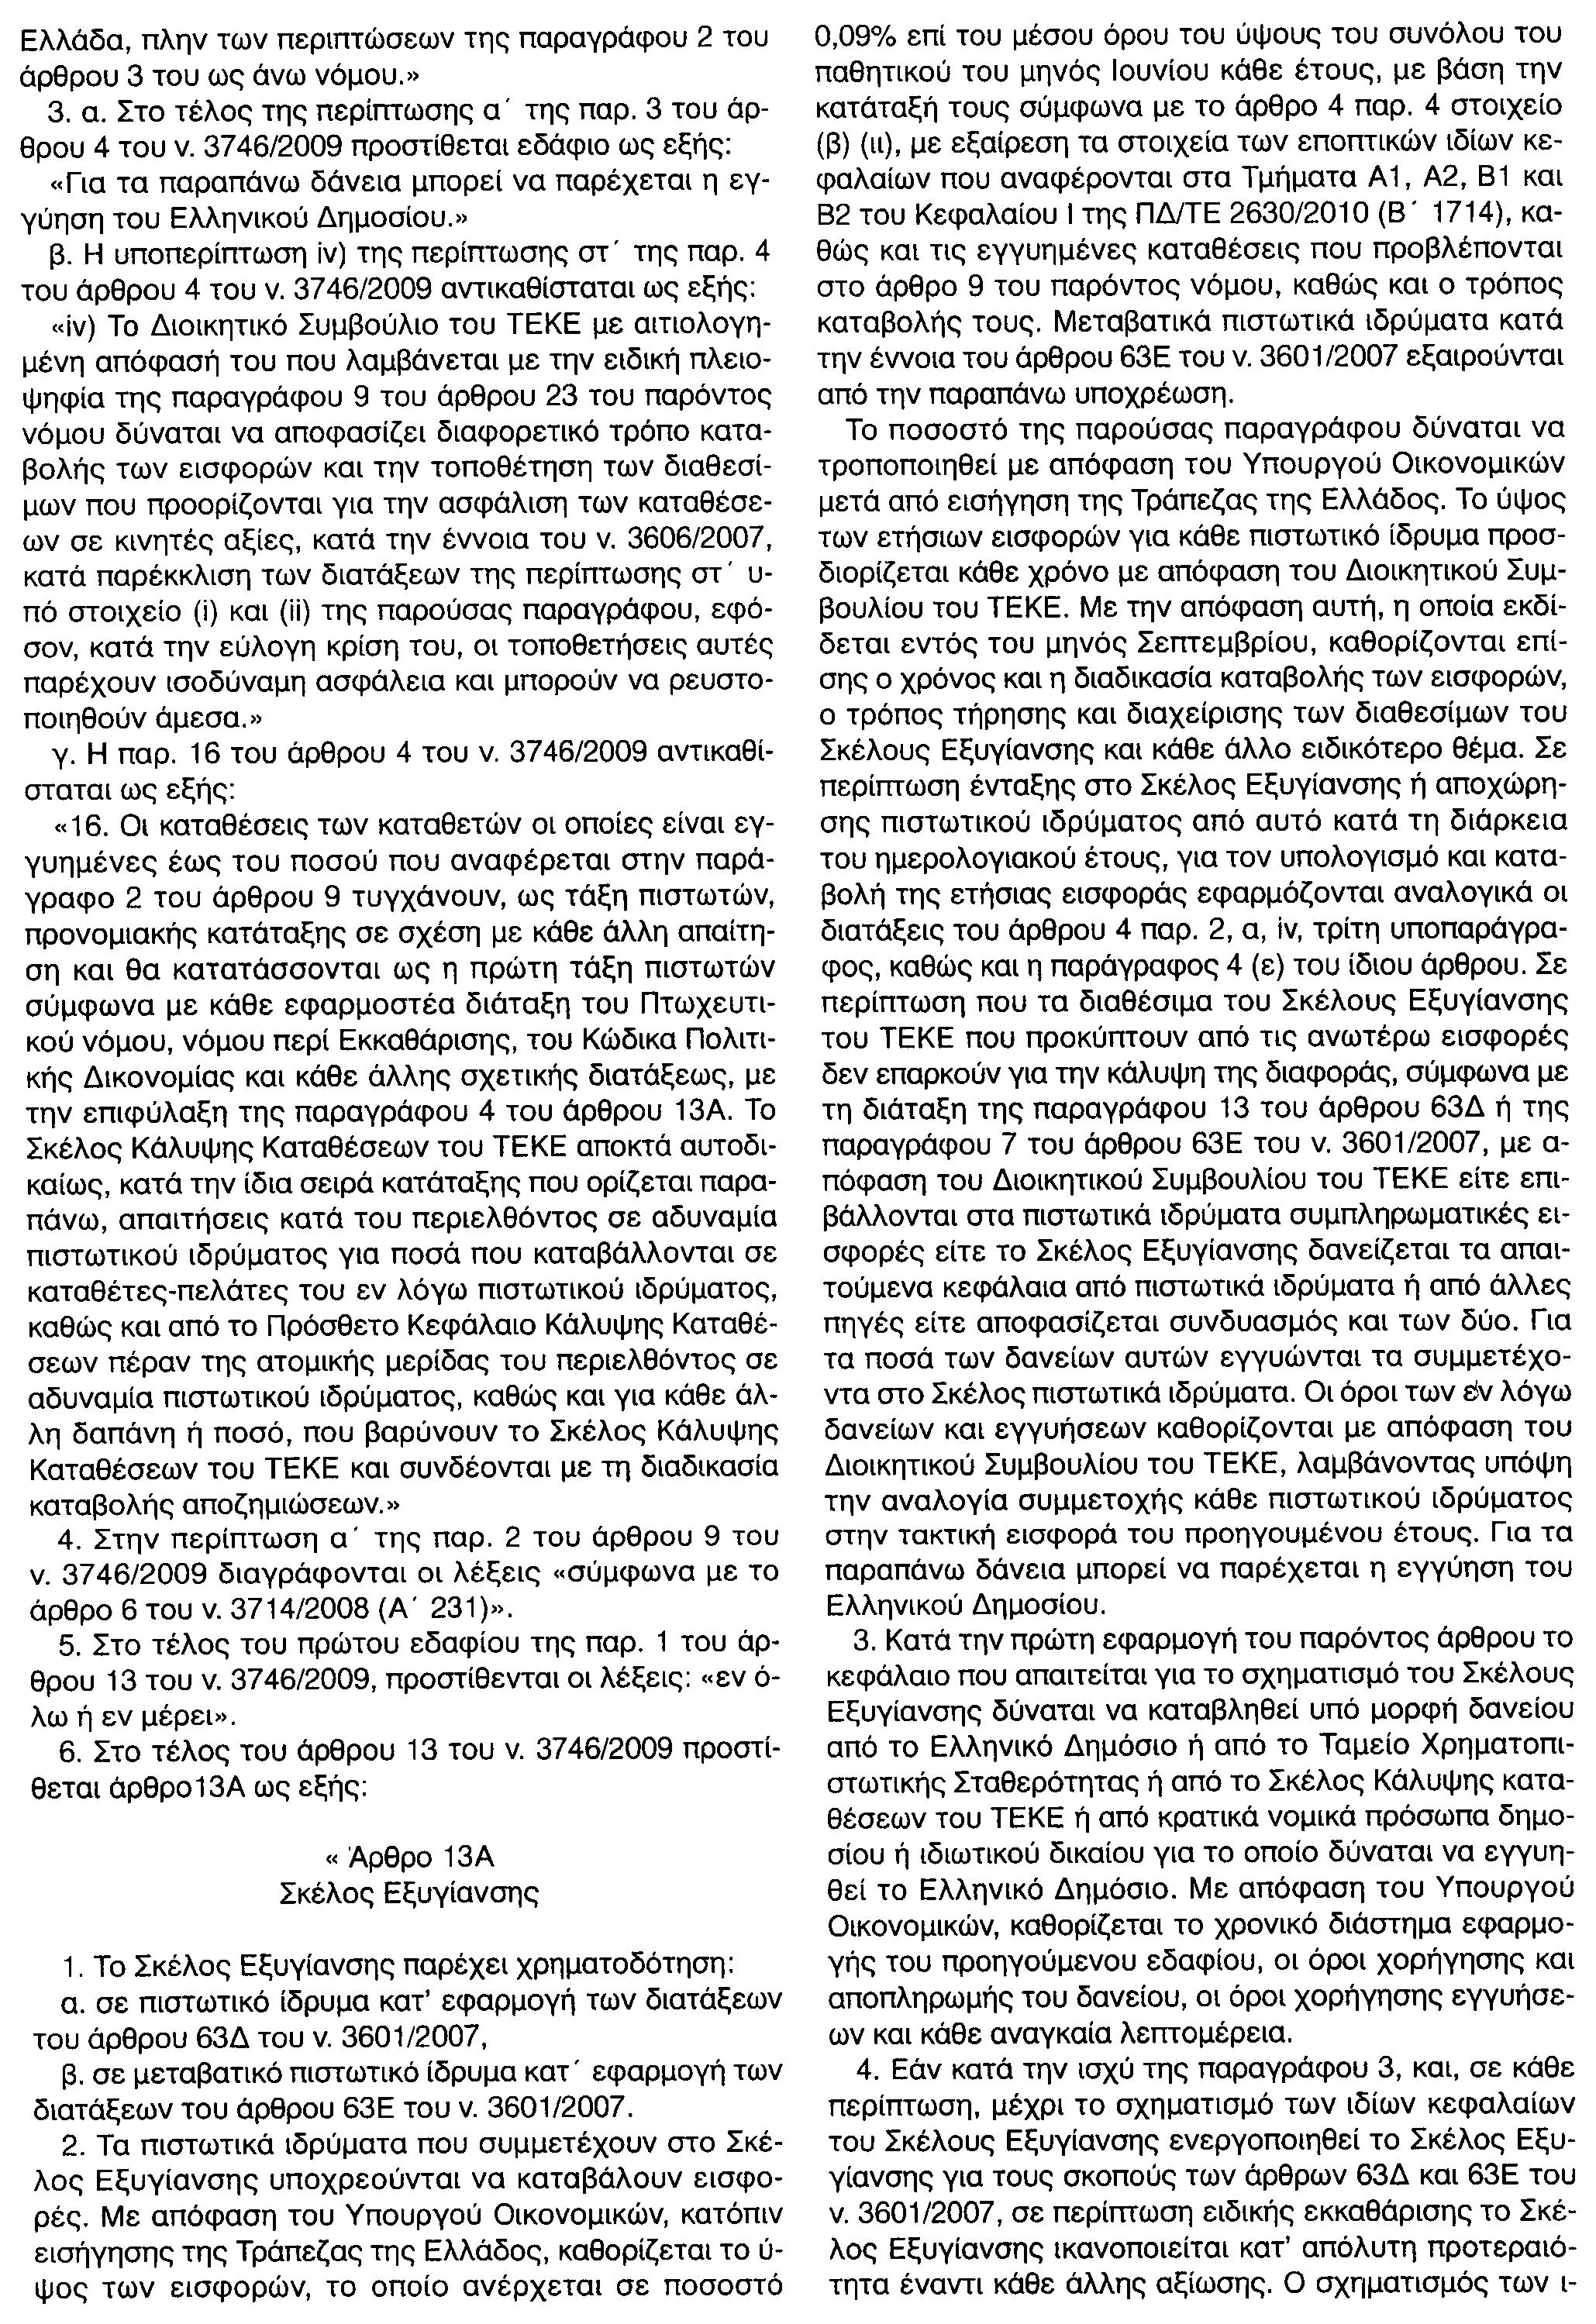 Ελλάδα, πλην των περιπτώσεων της παραγράφου 2 του
άρθρου 3 του ως άνω νόμου.»
3. α. Στο τέλος της περίπτωσης α΄ της παρ. 3 του άρ-
θρου 4 του ν. 3746/2009 προστίθεται εδάφιο ως εξής:
«Για τα παραπάνω δάνεια μπορεί να παρέχεται η εγ-
γύηση του Ελληνικού Δημοσίου.»
β. Η υποπερίπτωση iv) της περίπτωσης στ΄ της παρ. 4
του άρθρου 4 του ν. 3746/2009 αντικαθίσταται ως εξής:
«iv) Το Διοικητικό Συμβούλιο του ΤΕΚΕ με αιτιολογη-
μένη απόφασή του που λαμβάνεται με την ειδική πλειο-
ψηφία της παραγράφου 9 του άρθρου 23 του παρόντος
νόμου δύναται να αποφασίζει διαφορετικό τρόπο κατα-
βολής των εισφορών και την τοποθέτηση των διαθεσί-
μων που προορίζονται για την ασφάλιση των καταθέσε-
ων σε κινητές αξίες, κατά την έννοια του ν. 3606/2007,
κατά παρέκκλιση των διατάξεων της περίπτωσης στ΄ υ-
πό στοιχείο (i) και (ii) της παρούσας παραγράφου, εφό-
σον, κατά την εύλογη κρίση του, οι τοποθετήσεις αυτές
παρέχουν ισοδύναμη ασφάλεια και μπορούν να ρευστο-
ποιηθούν άμεσα.»
γ. Η παρ. 16 του άρθρου 4 του ν. 3746/2009 αντικαθί-
σταται ως εξής:
«16. Οι καταθέσεις των καταθετών οι οποίες είναι εγ-
γυημένες έως του ποσού που αναφέρεται στην παρά-
γραφο 2 του άρθρου 9 τυγχάνουν, ως τάξη πιστωτών,
προνομιακής κατάταξης σε σχέση με κάθε άλλη απαίτη-
ση και θα κατατάσσονται ως η πρώτη τάξη πιστωτών
σύμφωνα με κάθε εφαρμοστέα διάταξη του Πτωχευτι-
κού νόμου, νόμου περί Εκκαθάρισης, του Κώδικα Πολιτι-
κής Δικονομίας και κάθε άλλης σχετικής διατάξεως, με
την επιφύλαξη της παραγράφου 4 του άρθρου 13Α. Το
Σκέλος Κάλυψης Καταθέσεων του ΤΕΚΕ αποκτά αυτοδι-
καίως, κατά την ίδια σειρά κατάταξης που ορίζεται παρα-
πάνω, απαιτήσεις κατά του περιελθόντος σε αδυναμία
πιστωτικού ιδρύματος για ποσά που καταβάλλονται σε
καταθέτες-πελάτες του εν λόγω πιστωτικού ιδρύματος,
καθώς και από το Πρόσθετο Κεφάλαιο Κάλυψης Καταθέ-
σεων πέραν της ατομικής μερίδας του περιελθόντος σε
αδυναμία πιστωτικού ιδρύματος, καθώς και για κάθε άλ-
λη δαπάνη ή ποσό, που βαρύνουν το Σκέλος Κάλυψης
Καταθέσεων του ΤΕΚΕ και συνδέονται με τη διαδικασία
καταβολής αποζημιώσεων.»
4. Στην περίπτωση α΄ της παρ. 2 του άρθρου 9 του
ν. 3746/2009 διαγράφονται οι λέξεις «σύμφωνα με το
άρθρο 6 του ν. 3714/2008 (Α΄ 231)».
5. Στο τέλος του πρώτου εδαφίου της παρ. 1 του άρ-
θρου 13 του ν. 3746/2009, προστίθενται οι λέξεις: «εν ό-
λω ή εν μέρει».
6. Στο τέλος του άρθρου 13 του ν. 3746/2009 προστί-
θεται άρθρο13Α ως εξής:
« Άρθρο 13Α
Σκέλος Εξυγίανσης
1. Το Σκέλος Εξυγίανσης παρέχει χρηματοδότηση:
α. σε πιστωτικό ίδρυμα κατ’ εφαρμογή των διατάξεων
του άρθρου 63Δ του ν. 3601/2007,
β. σε μεταβατικό πιστωτικό ίδρυμα κατ΄ εφαρμογή των
διατάξεων του άρθρου 63Ε του ν. 3601/2007.
2. Τα πιστωτικά ιδρύματα που συμμετέχουν στο Σκέ-
λος Εξυγίανσης υποχρεούνται να καταβάλουν εισφο-
ρές. Με απόφαση του Υπουργού Οικονομικών, κατόπιν
εισήγησης της Τράπεζας της Ελλάδος, καθορίζεται το ύ-
ψος των εισφορών, το οποίο ανέρχεται σε ποσοστό
0,09% επί του μέσου όρου του ύψους του συνόλου του
παθητικού του μηνός Ιουνίου κάθε έτους, με βάση την
κατάταξή τους σύμφωνα με το άρθρο 4 παρ. 4 στοιχείο
(β) (ιι), με εξαίρεση τα στοιχεία των εποπτικών ιδίων κε-
φαλαίων που αναφέρονται στα Τμήματα Α1, Α2, Β1 και
Β2 του Κεφαλαίου Ι της ΠΔ/ΤΕ 2630/2010 (Β΄ 1714), κα-
θώς και τις εγγυημένες καταθέσεις που προβλέπονται
στο άρθρο 9 του παρόντος νόμου, καθώς και ο τρόπος
καταβολής τους. Μεταβατικά πιστωτικά ιδρύματα κατά
την έννοια του άρθρου 63Ε του ν. 3601/2007 εξαιρούνται
από την παραπάνω υποχρέωση.
Το ποσοστό της παρούσας παραγράφου δύναται να
τροποποιηθεί με απόφαση του Υπουργού Οικονομικών
μετά από εισήγηση της Τράπεζας της Ελλάδος. Το ύψος
των ετήσιων εισφορών για κάθε πιστωτικό ίδρυμα προσ-
διορίζεται κάθε χρόνο με απόφαση του Διοικητικού Συμ-
βουλίου του ΤΕΚΕ. Με την απόφαση αυτή, η οποία εκδί-
δεται εντός του μηνός Σεπτεμβρίου, καθορίζονται επί-
σης ο χρόνος και η διαδικασία καταβολής των εισφορών,
ο τρόπος τήρησης και διαχείρισης των διαθεσίμων του
Σκέλους Εξυγίανσης και κάθε άλλο ειδικότερο θέμα. Σε
περίπτωση ένταξης στο Σκέλος Εξυγίανσης ή αποχώρη-
σης πιστωτικού ιδρύματος από αυτό κατά τη διάρκεια
του ημερολογιακού έτους, για τον υπολογισμό και κατα-
βολή της ετήσιας εισφοράς εφαρμόζονται αναλογικά οι
διατάξεις του άρθρου 4 παρ. 2, α, iv, τρίτη υποπαράγρα-
φος, καθώς και η παράγραφος 4 (ε) του ίδιου άρθρου. Σε
περίπτωση που τα διαθέσιμα του Σκέλους Εξυγίανσης
του ΤΕΚΕ που προκύπτουν από τις ανωτέρω εισφορές
δεν επαρκούν για την κάλυψη της διαφοράς, σύμφωνα με
τη διάταξη της παραγράφου 13 του άρθρου 63Δ ή της
παραγράφου 7 του άρθρου 63Ε του ν. 3601/2007, με α-
πόφαση του Διοικητικού Συμβουλίου του ΤΕΚΕ είτε επι-
βάλλονται στα πιστωτικά ιδρύματα συμπληρωματικές ει-
σφορές είτε το Σκέλος Εξυγίανσης δανείζεται τα απαι-
τούμενα κεφάλαια από πιστωτικά ιδρύματα ή από άλλες
πηγές είτε αποφασίζεται συνδυασμός και των δύο. Για
τα ποσά των δανείων αυτών εγγυώνται τα συμμετέχο-
ντα στο Σκέλος πιστωτικά ιδρύματα. Οι όροι των εν λόγω
δανείων και εγγυήσεων καθορίζονται με απόφαση του
Διοικητικού Συμβουλίου του ΤΕΚΕ, λαμβάνοντας υπόψη
την αναλογία συμμετοχής κάθε πιστωτικού ιδρύματος
στην τακτική εισφορά του προηγουμένου έτους. Για τα
παραπάνω δάνεια μπορεί να παρέχεται η εγγύηση του
Ελληνικού Δημοσίου.
3. Κατά την πρώτη εφαρμογή του παρόντος άρθρου το
κεφάλαιο που απαιτείται για το σχηματισμό του Σκέλους
Εξυγίανσης δύναται να καταβληθεί υπό μορφή δανείου
από το Ελληνικό Δημόσιο ή από το Ταμείο Χρηματοπι-
στωτικής Σταθερότητας ή από το Σκέλος Κάλυψης κατα-
θέσεων του ΤΕΚΕ ή από κρατικά νομικά πρόσωπα δημο-
σίου ή ιδιωτικού δικαίου για το οποίο δύναται να εγγυη-
θεί το Ελληνικό Δημόσιο. Με απόφαση του Υπουργού
Οικονομικών, καθορίζεται το χρονικό διάστημα εφαρμο-
γής του προηγούμενου εδαφίου, οι όροι χορήγησης και
αποπληρωμής του δανείου, οι όροι χορήγησης εγγυήσε-
ων και κάθε αναγκαία λεπτομέρεια.
4. Εάν κατά την ισχύ της παραγράφου 3, και, σε κάθε
περίπτωση, μέχρι το σχηματισμό των ιδίων κεφαλαίων
του Σκέλους Εξυγίανσης ενεργοποιηθεί το Σκέλος Εξυ-
γίανσης για τους σκοπούς των άρθρων 63Δ και 63Ε του
ν. 3601/2007, σε περίπτωση ειδικής εκκαθάρισης το Σκέ-
λος Εξυγίανσης ικανοποιείται κατ’ απόλυτη προτεραιό-
τητα έναντι κάθε άλλης αξίωσης. Ο σχηματισμός των ι-